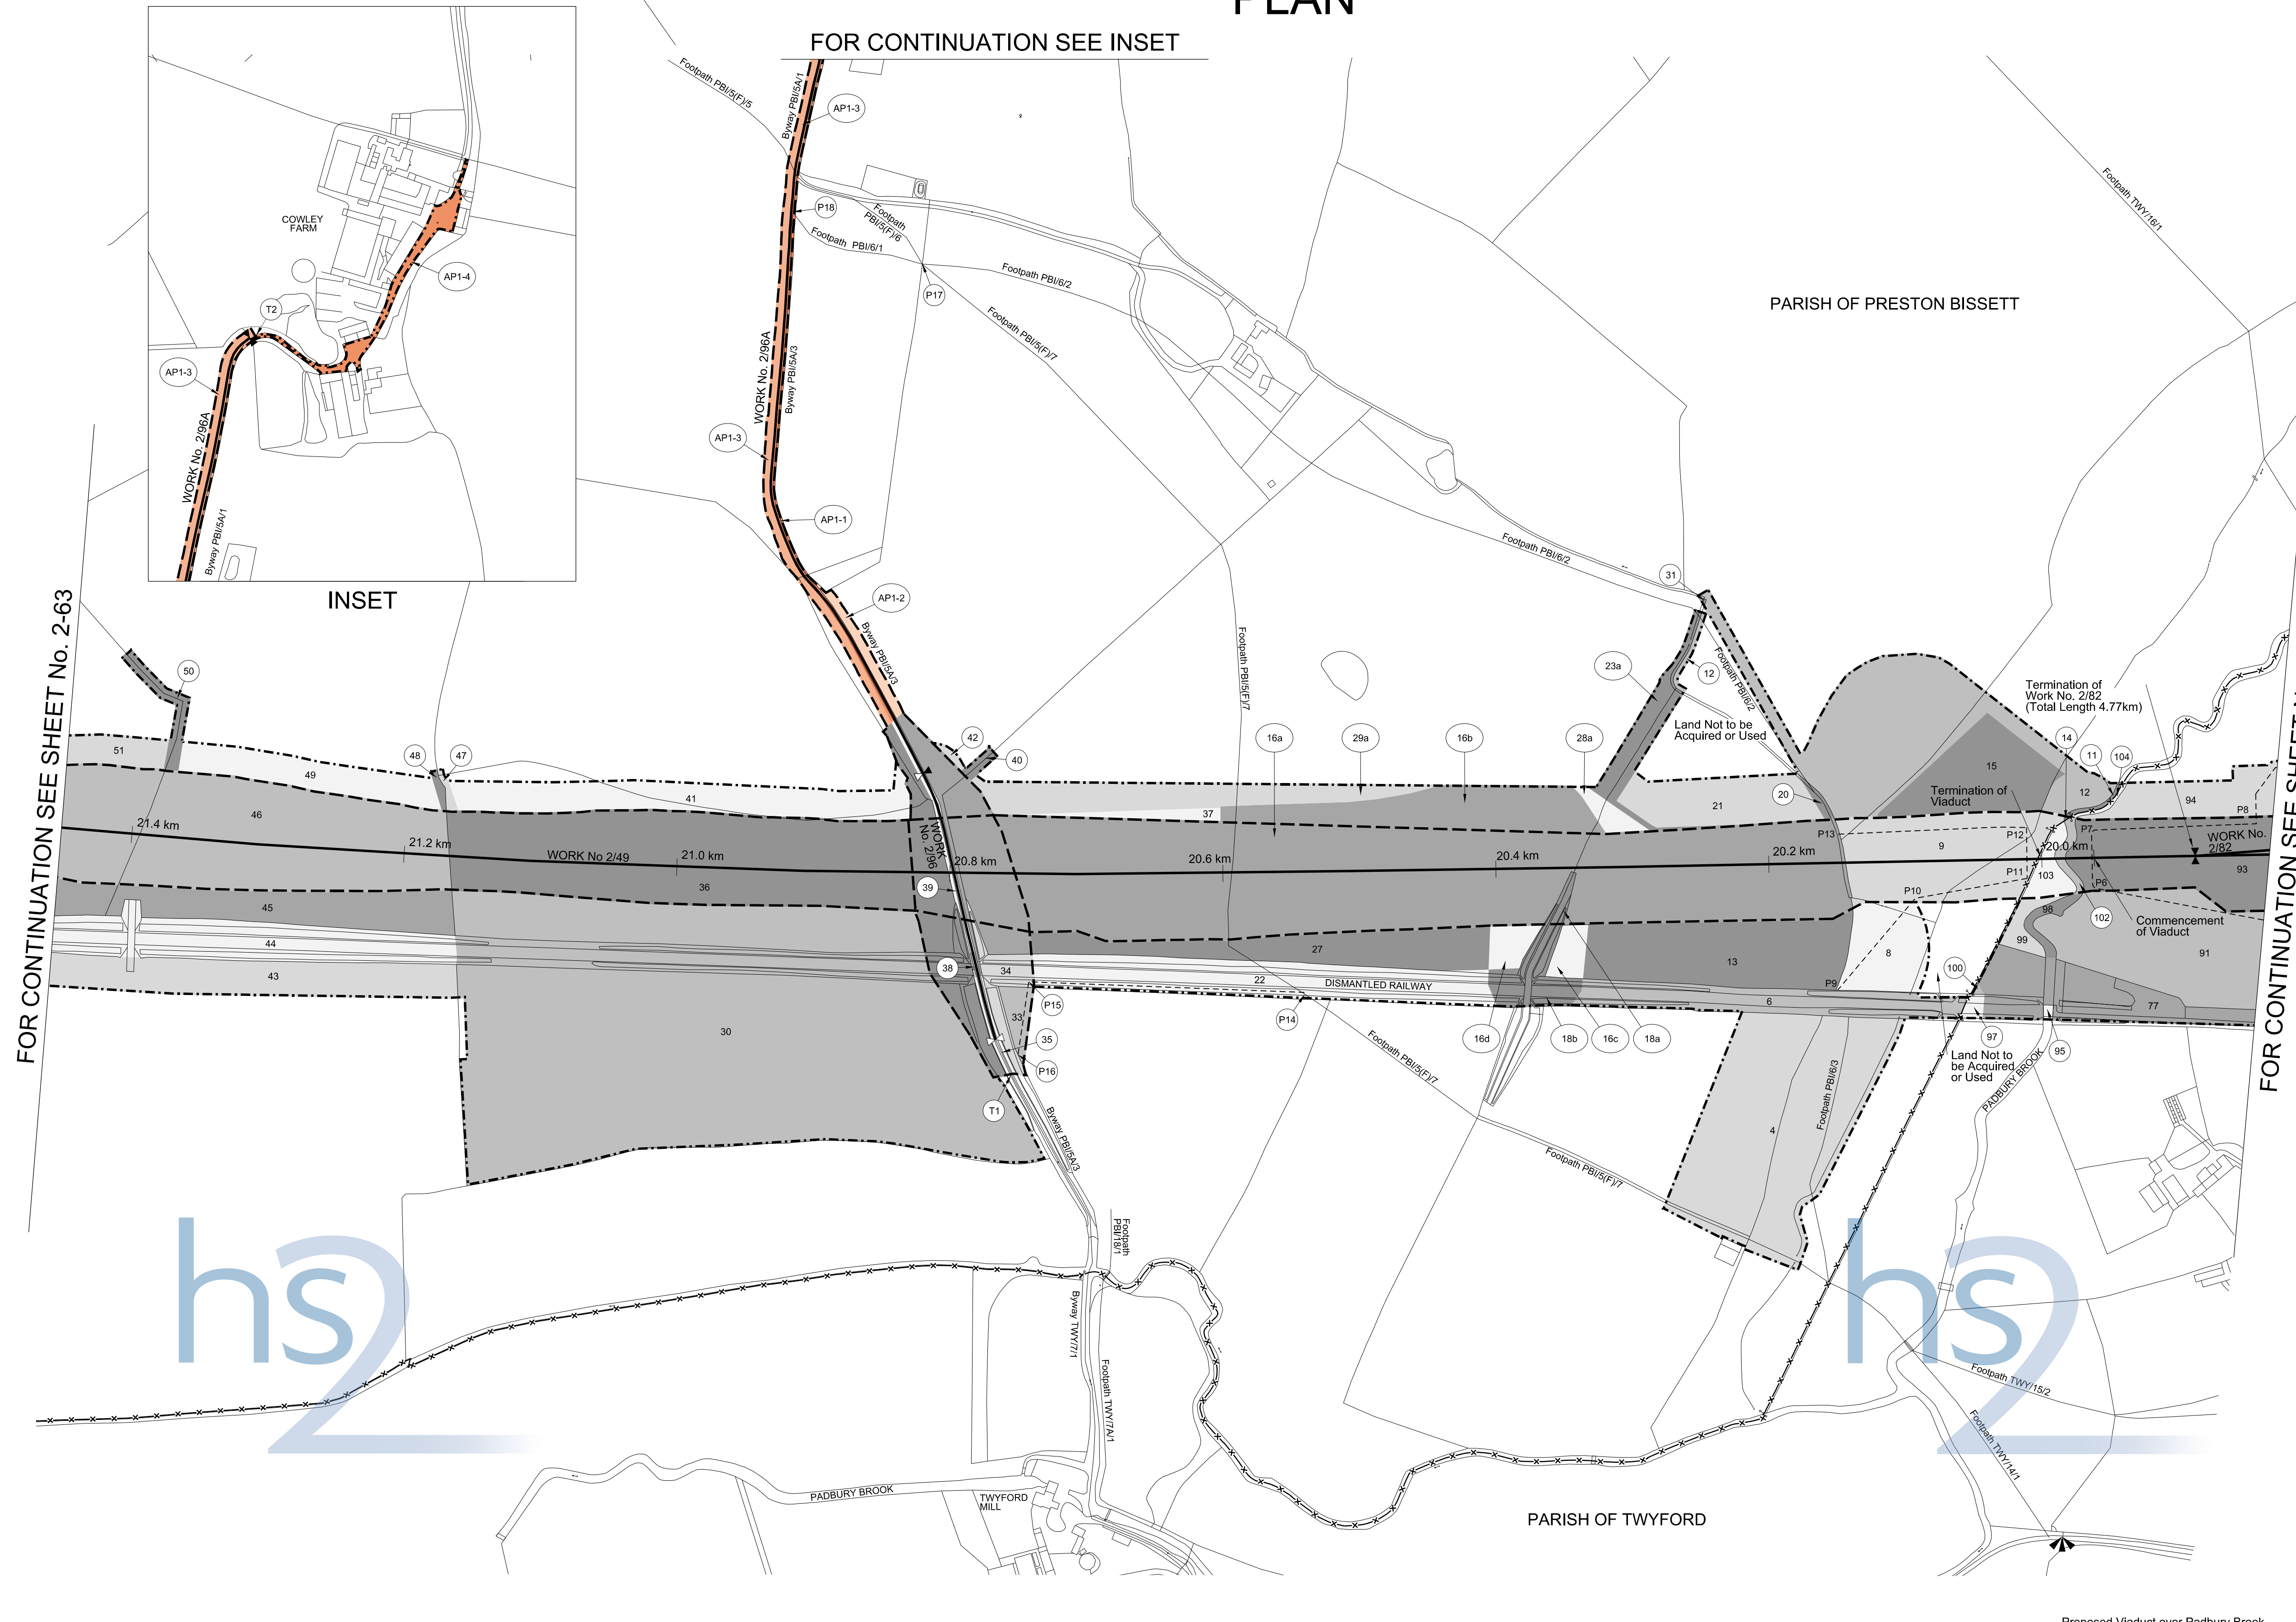 PLAN
FOR CONTINUATION SEE INSET
Footpath PBI/5(F)/5
Byway PBI/5A/1
AP1-3
P18
Footpath
PBI/5(F)/6
Footpath PBI/6/1
P17
Footpath PBI/6/2
Footpath PBI/5(F)/7
WORK No. 2/96A
Byway PBI/5A/3
AP1-3
AP1-1
AP1-2
Byway PBI/5A/3
COWLEY
FARM
AP1-4
T2
AP1-3
WORK No. 2/96A
Byway PBI/5A/1
INSET
Footpath TWY/16/1
PARISH OF PRESTON BISSETT
Footpath PBI/6/2
31
23a
12
Footpath PBI/6/2
Land Not to be
Acquired or Used
Footpath PBI/5(F)/7
FOR CONTINUATION SEE SHEET No. 2-63
50
51
49
48
47
46
41
42
40
16a
29a
16b
28a
37
20
21
15
Termination of
Work No. 2/82
(Total Length 4.77km)
14
11
104
12
94
P8
Termination of
Viaduct
P13
P12
P7
9
20.0 km
WORK No.
2/82
93
21.4 km
21.2 km
WORK No 2/49
21.0 km
WORK
No. 2/96
20.8 km
20.6 km
20.4 km
20.2 km
36
39
P10
P11
103
P6
98
102
Commencement
of Viaduct
45
44
43
38
34
27
22
DISMANTLED RAILWAY
13
8
99
91
100
P9
6
77
P15
33
P14
35
P16
T1
30
16d
18b
16c
18a
97
95
Land Not to
be Acquired
or Used
PADBURY BROOK
Footpath PBI/5(F)/7
Byway PBI/5A/3
4
Footpath PBI/6/3
Footpath PBI/5(F)/7
Footpath
PBI/18/1
hs2
hs2
Byway TWY/7/1
Footpath TWY/7A/1
Footpath TWY/15/2
Footpath TWY/14/1
PADBURY BROOK
TWYFORD
MILL
PARISH OF TWYFORD
FOR CONTINUATION SEE SHEET
Proposed Viaduct over Padbury Brook